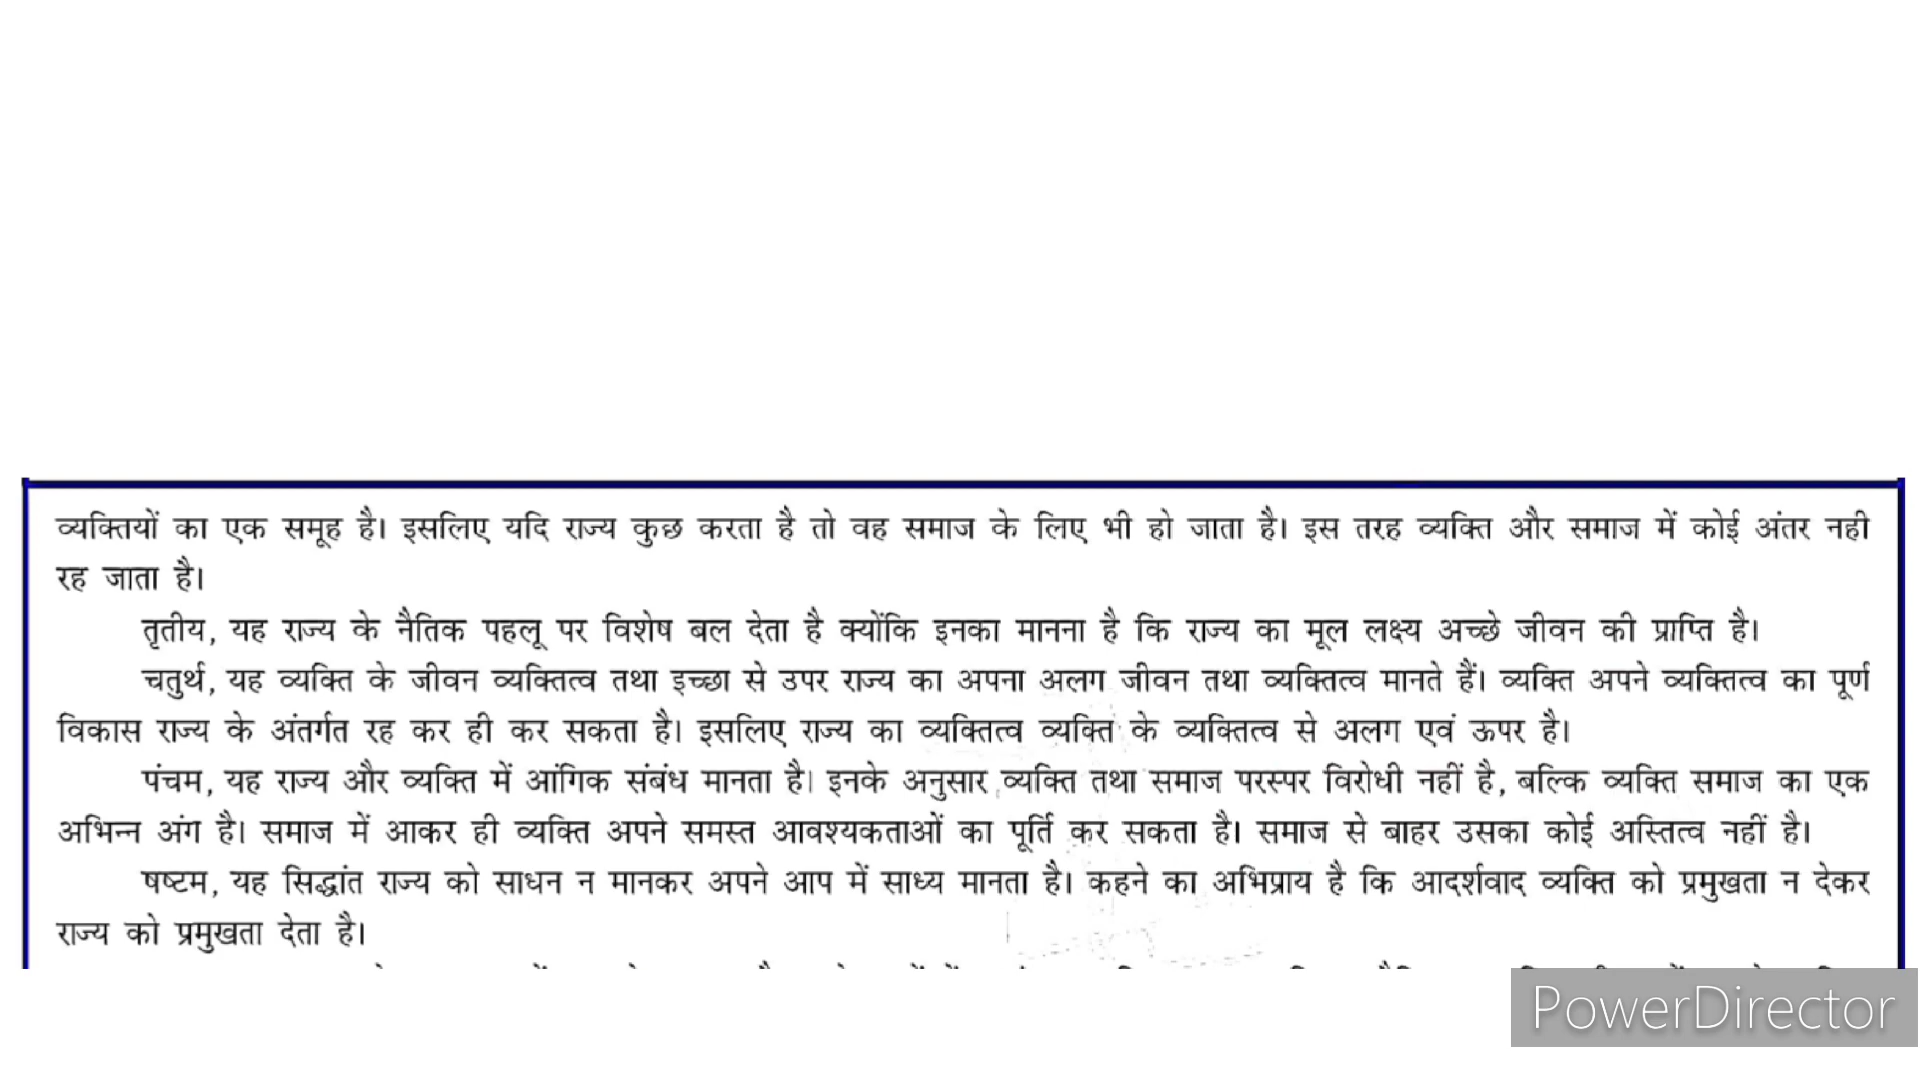 व्यक्तियों का एक समूह है। इसलिए यदि राज्य कुछ करता है तो वह समाज के लिए भी हो जाता है। इस तरह व्यक्ति और समाज में कोई अंतर नही
रह जाता है।
तृतीय, यह राज्य के नैतिक पहलू पर विशेष बल देता है क्योंकि इनका मानना है कि राज्य का मूल लक्ष्य अच्छे जीवन की प्राप्ति है।
चतुर्थ, यह व्यक्ति के जीवन व्यक्तित्व तथा इच्छा से उपर राज्य का अपना अलग जीवन तथा व्यक्तित्व मानते हैं। व्यक्ति अपने व्यक्तित्व का पूर्ण
विकास राज्य के अंतर्गत रह कर ही कर सकता है। इसलिए राज्य का व्यक्तित्व व्यक्ति के व्यक्तित्व से अलग एवं ऊपर है।
पंचम, यह राज्य और व्यक्ति में आंगिक संबंध मानता है। इनके अनुसार व्यक्ति तथा समाज परस्पर विरोधी नहीं है, बल्कि व्यक्ति समाज का एक
अभिन्न अंग है। समाज में आकर ही व्यक्ति अपने समस्त आवश्यकताओं का पूर्ति कर सकता है। समाज से बाहर उसका कोई अस्तित्व नहीं है।
षष्टम, यह सिद्धांत राज्य को साधन न मानकर अपने आप में साध्य मानता है। कहने का अभिप्राय है कि आदर्शवाद व्यक्ति को प्रमुखता न देकर
राज्य को प्रमुखता देता है।
PowerDirector